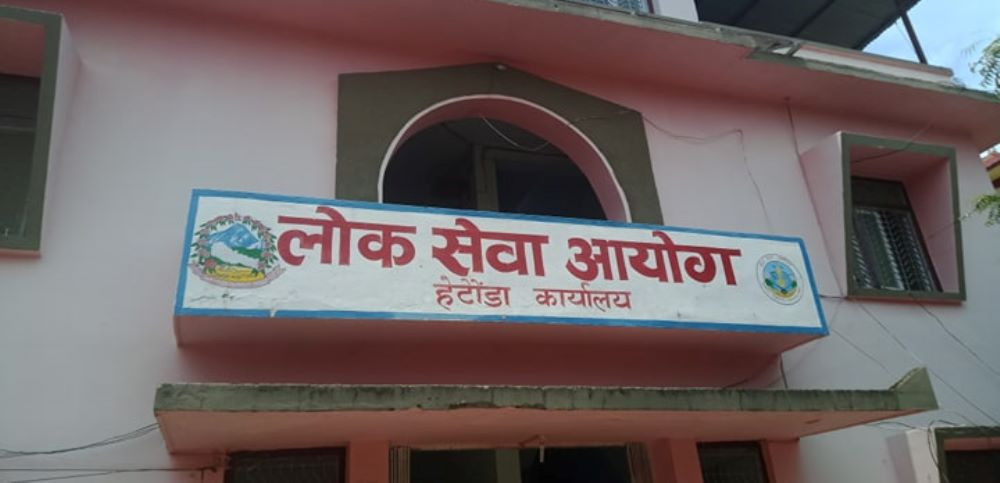 लोक सेवा आयोग
हेटौंडा कार्यालय